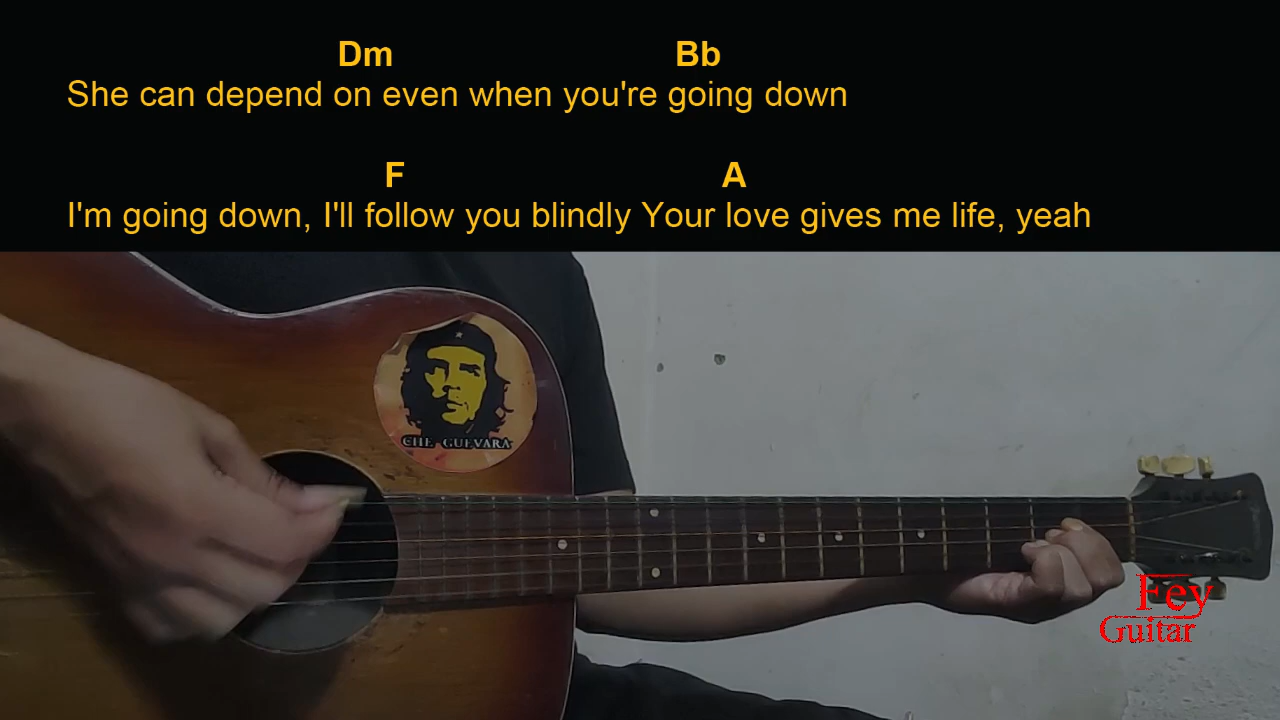 Dm Bb
She can depend on even when you're going down
F A
I'm going down, I'll follow you blindly Your love gives me life, yeah
CHE GUEVARA
Fey
Guitar